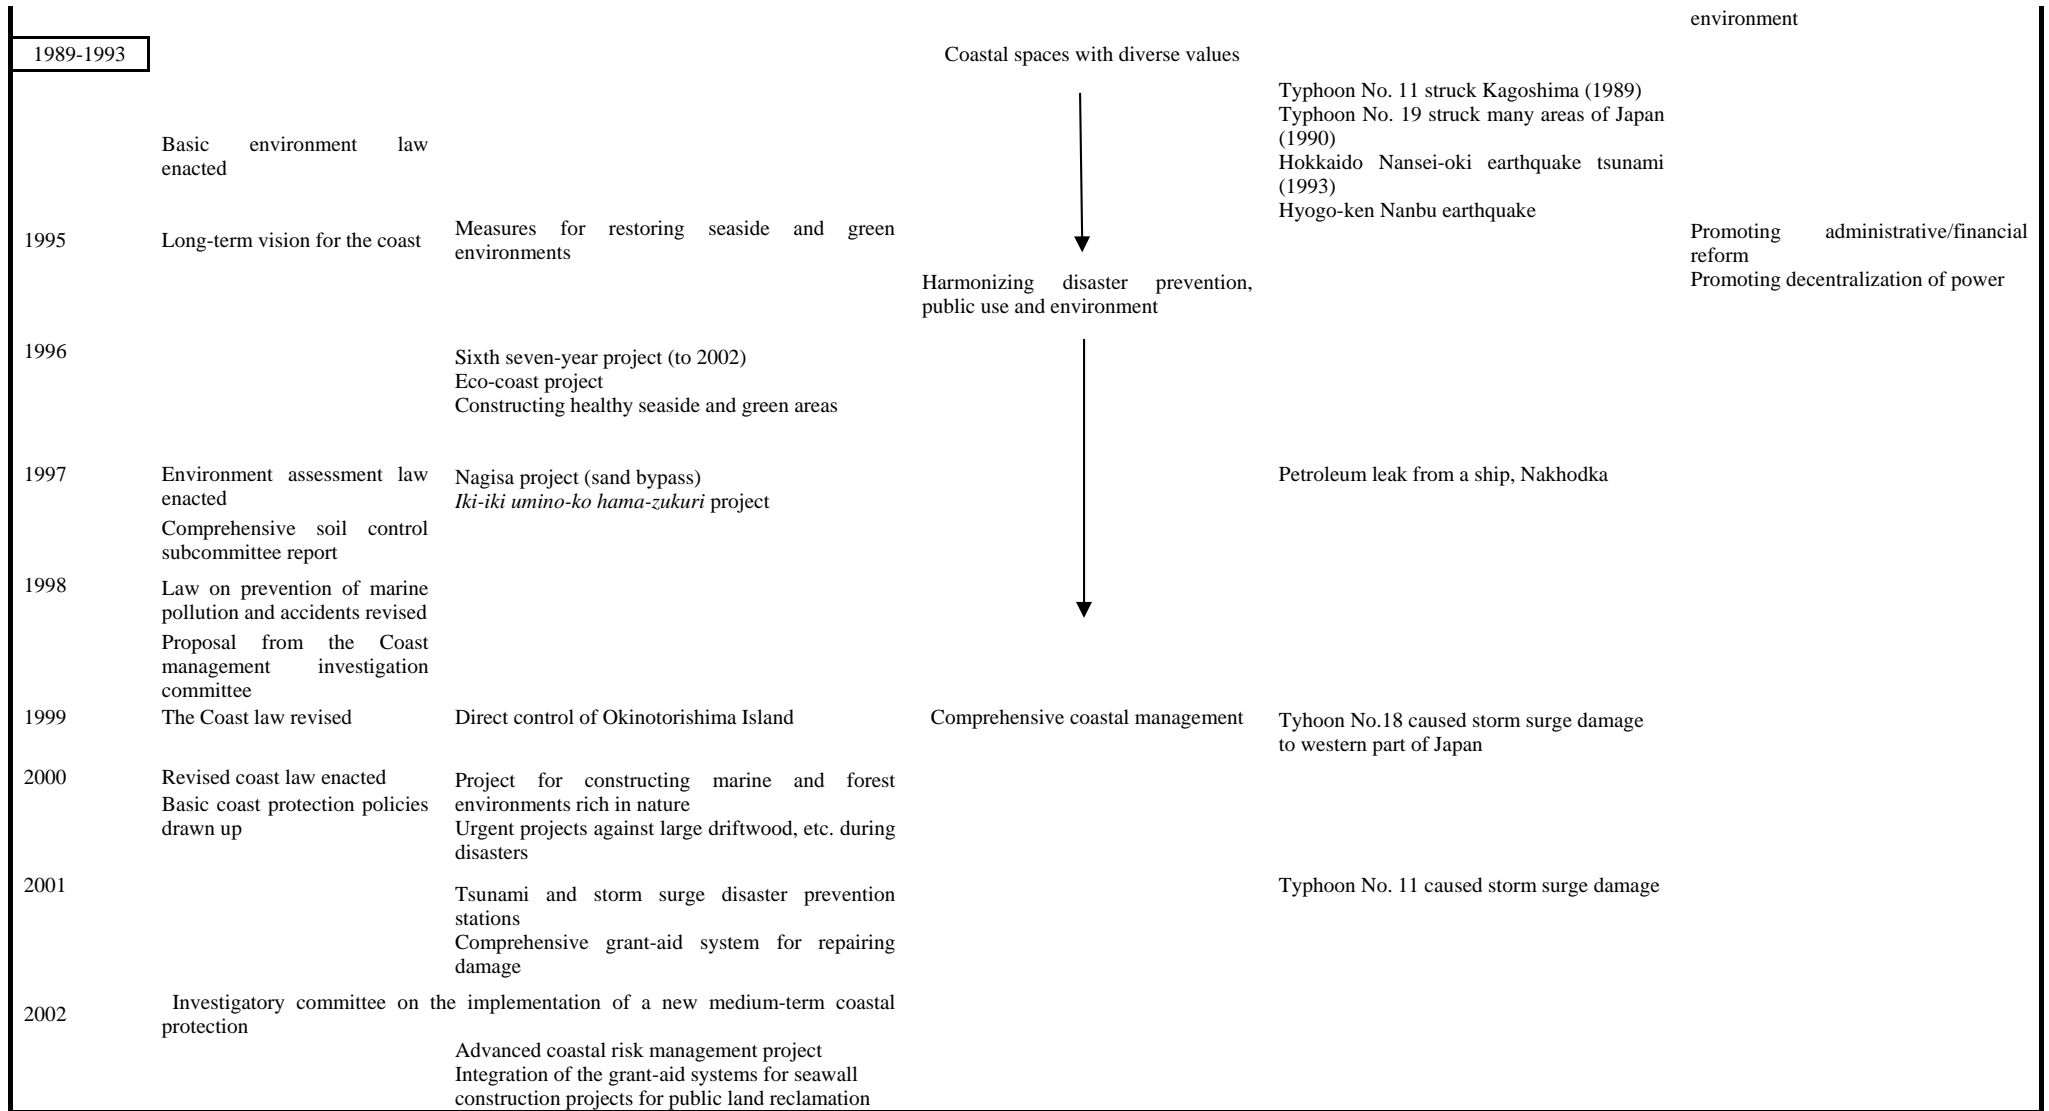 environment
1989-1993
Coastal spaces with diverse values
Typhoon No. 11 struck Kagoshima (1989)
Typhoon No. 19 struck many areas of Japan
(1990)
Hokkaido Nansei-oki earthquake tsunami
(1993)
Hyogo-ken Nanbu earthquake
Basic environment law
enacted
1995
Long-term vision for the coast
Measures for restoring seaside and green
environments
Harmonizing disaster prevention,
public use and environment
Promoting administrative/financial
reform
Promoting decentralization of power
1996
Sixth seven-year project (to 2002)
Eco-coast project
Constructing healthy seaside and green areas
1997
Environment assessment law
enacted
Comprehensive soil control
subcommittee report
Nagisa project (sand bypass)
Iki-iki umino-ko hama-zukuri project
Petroleum leak from a ship, Nakhodka
1998
Law on prevention of marine
pollution and accidents revised
Proposal from the Coast
management investigation
committee
1999
The Coast law revised
Direct control of Okinotorishima Island
Comprehensive coastal management
Tyhoon No.18 caused storm surge damage
to western part of Japan
2000
Revised coast law enacted
Basic coast protection policies
drawn up
Project for constructing marine and forest
environments rich in nature
Urgent projects against large driftwood, etc. during
disasters
2001
Tsunami and storm surge disaster prevention
stations
Comprehensive grant-aid system for repairing
damage
Typhoon No. 11 caused storm surge damage
2002
Investigatory committee on the implementation of a new medium-term coastal
protection
Advanced coastal risk management project
Integration of the grant-aid systems for seawall
construction projects for public land reclamation